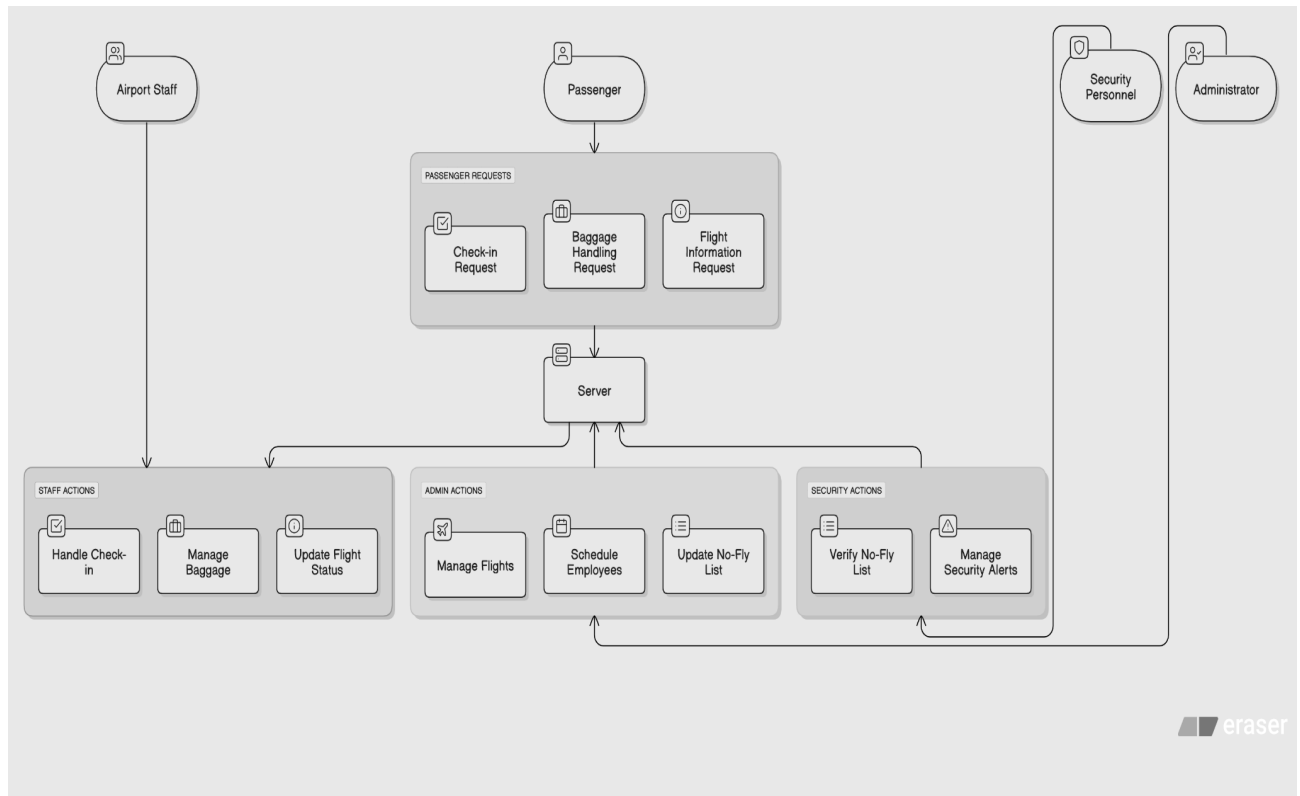 Airport Staff
Passenger
Security
Personnel
Administrator
PASSENGER REQUESTS
Check-in
Request
Baggage
Handling
Request
Flight
Information
Request
Server
STAFF ACTIONS
Handle Check-
in
Manage
Baggage
Update Flight
Status
ADMIN ACTIONS
Manage Flights
Schedule
Employees
Update No-Fly
List
SECURITY ACTIONS
Verify No-Fly
List
Manage
Security Alerts
eraser